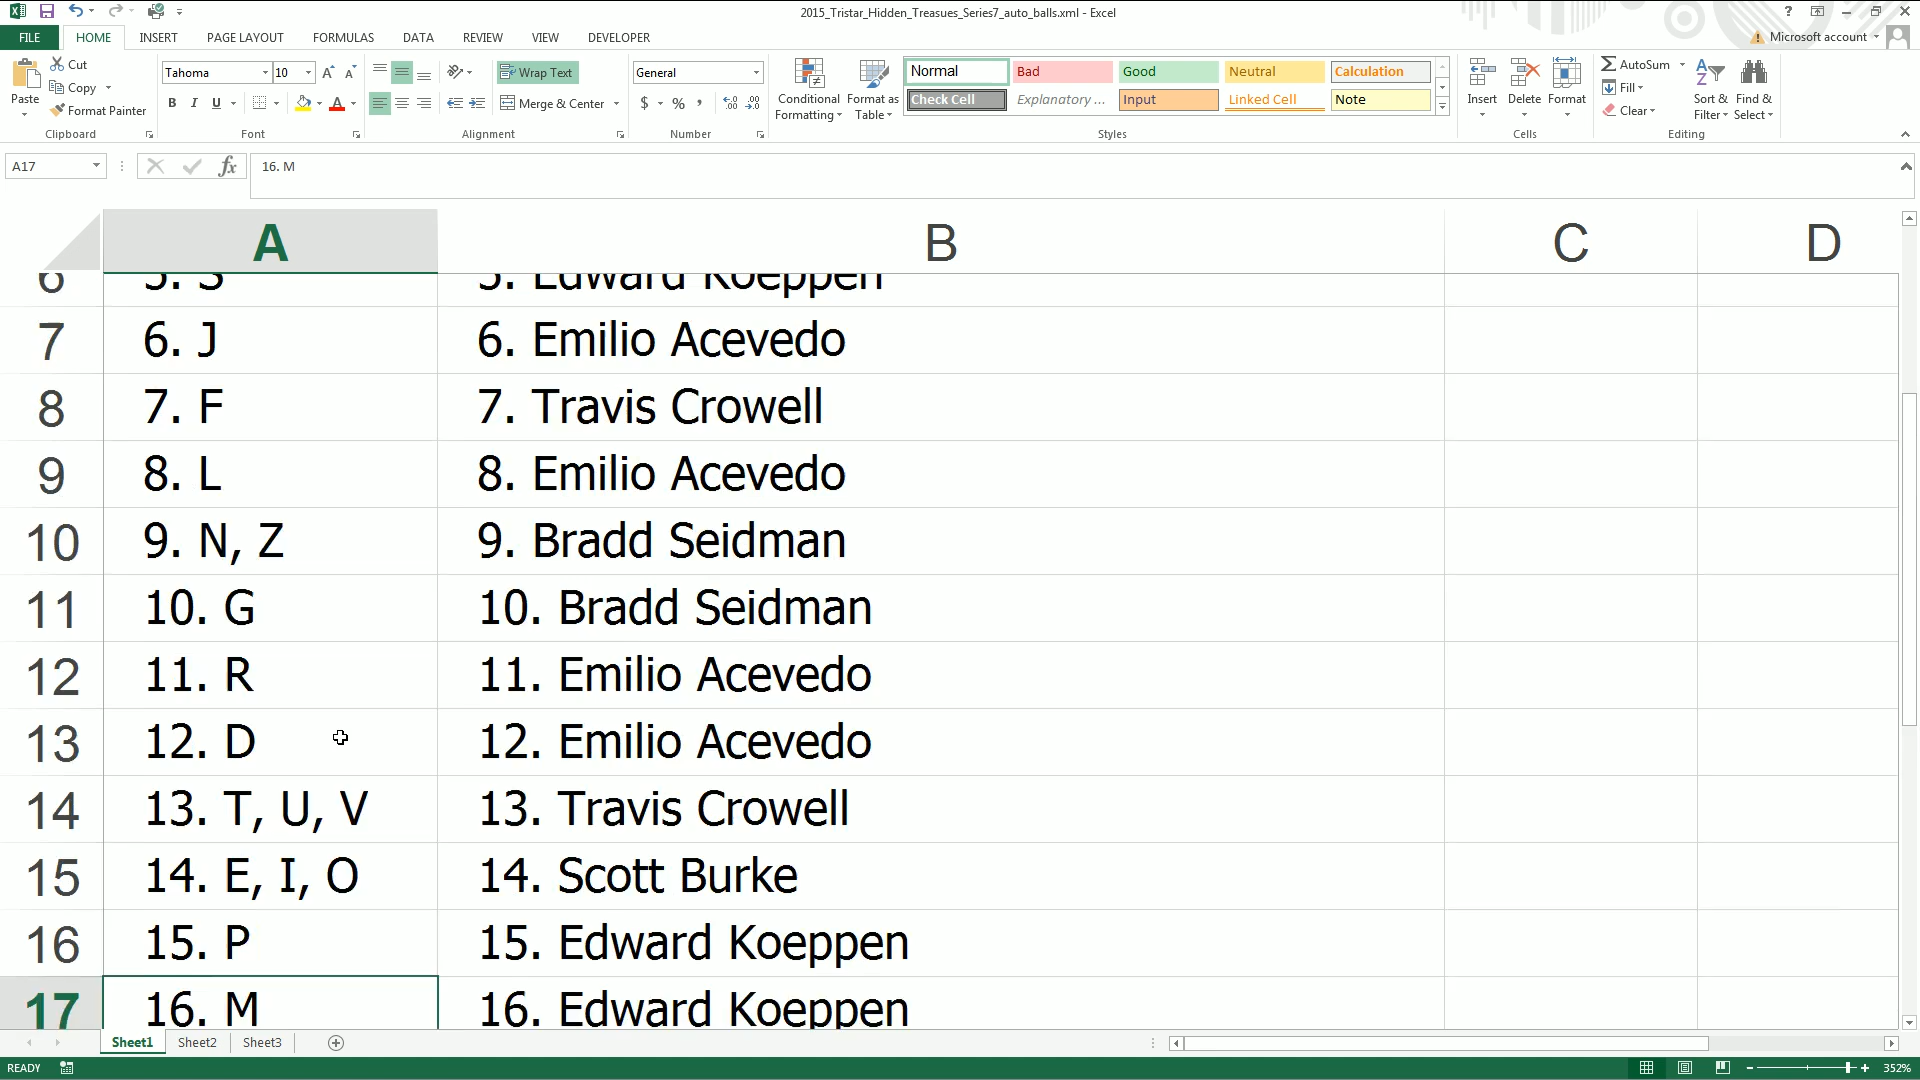 2015_Tristar_Hidden_Treasues_Series7_auto_balls.xml - Excel
FILE HOME INSERT PAGE LAYOUT FORMULAS DATA REVIEW VIEW DEVELOPER Microsoft account
Paste Cut Copy Format Painter Clipboard
Tahoma 10 B I U A Font
Wrap Text Merge & Center Alignment
General $ % , Number
Conditional Formatting Format as Table
Normal Bad Good Neutral Calculation
Check Cell Explanatory ... Input Linked Cell Note
Styles
Insert Delete Format Cells
AutoSum Fill Clear Sort & Filter Find & Select Editing
A17 fx 16. M
A B C D
6 5. S 5. Edward Koeppen
7 6. J 6. Emilio Acevedo
8 7. F 7. Travis Crowell
9 8. L 8. Emilio Acevedo
10 9. N, Z 9. Bradd Seidman
11 10. G 10. Bradd Seidman
12 11. R 11. Emilio Acevedo
13 12. D 12. Emilio Acevedo
14 13. T, U, V 13. Travis Crowell
15 14. E, I, O 14. Scott Burke
16 15. P 15. Edward Koeppen
17 16. M 16. Edward Koeppen
Sheet1 Sheet2 Sheet3
READY 352%